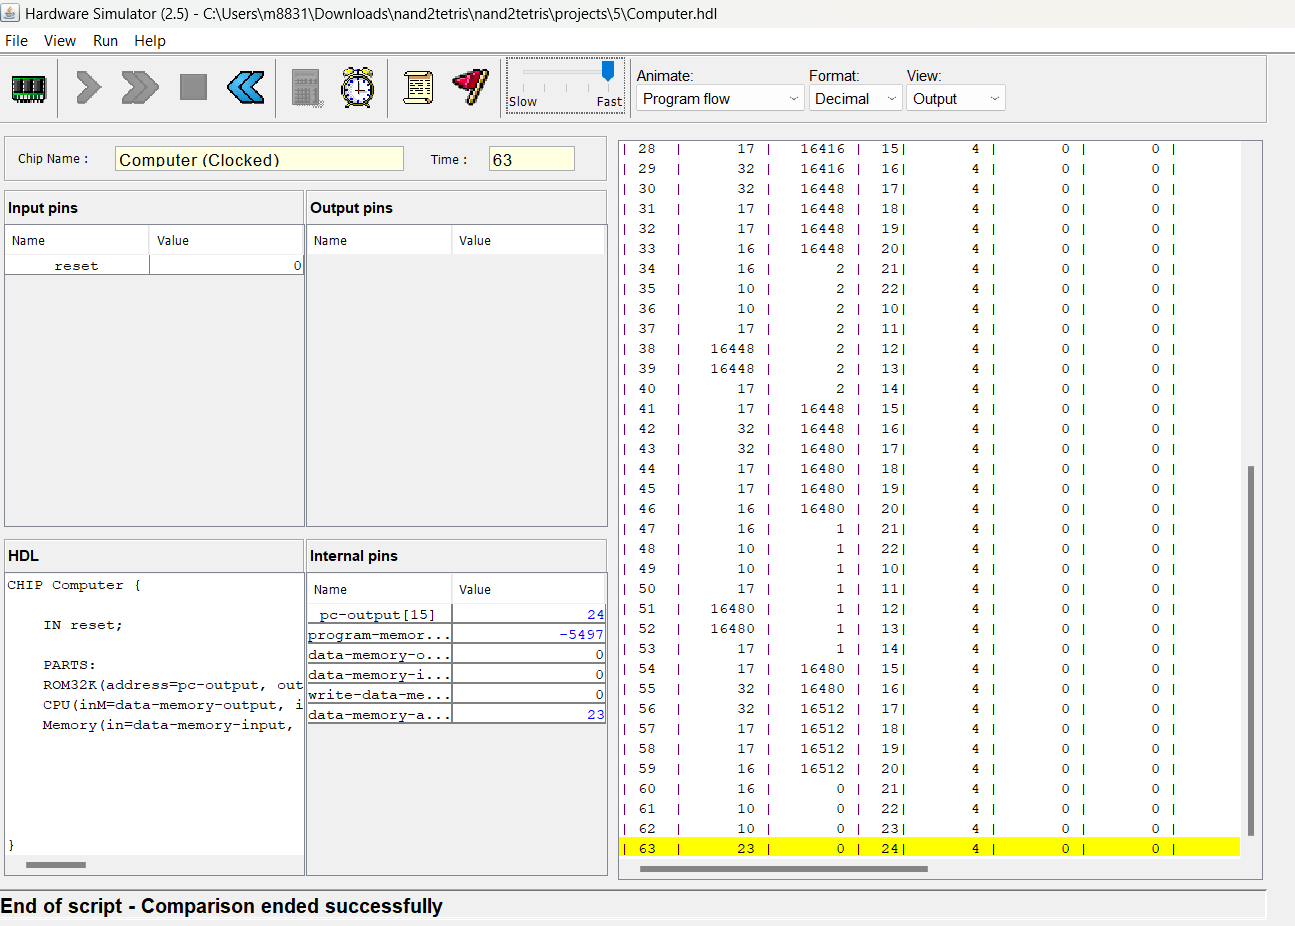 Hardware Simulator (2.5) - C:\Users\m8831\Downloads\nand2tetris\nand2tetris\projects\5\Computer.hdl
File View Run Help
Slow Fast
Animate: Format: View:
Program flow Decimal Output
Chip Name : Computer (Clocked) Time : 63
Input pins
Name Value
reset 0
Output pins
Name Value
HDL
CHIP Computer {
IN reset;
PARTS:
ROM32K(address=pc-output, out
CPU(inM=data-memory-output, i
Memory(in=data-memory-input,
}
Internal pins
Name Value
pc-output[15] 24
program-memor... -5497
data-memory-o... 0
data-memory-i... 0
write-data-me... 0
data-memory-a... 23
| 28 | 17 | 16416 | 15| 4 | 0 | 0 |
| 29 | 32 | 16416 | 16| 4 | 0 | 0 |
| 30 | 32 | 16448 | 17| 4 | 0 | 0 |
| 31 | 17 | 16448 | 18| 4 | 0 | 0 |
| 32 | 17 | 16448 | 19| 4 | 0 | 0 |
| 33 | 16 | 16448 | 20| 4 | 0 | 0 |
| 34 | 16 | 2 | 21| 4 | 0 | 0 |
| 35 | 10 | 2 | 22| 4 | 0 | 0 |
| 36 | 10 | 2 | 10| 4 | 0 | 0 |
| 37 | 17 | 2 | 11| 4 | 0 | 0 |
| 38 | 16448 | 2 | 12| 4 | 0 | 0 |
| 39 | 16448 | 2 | 13| 4 | 0 | 0 |
| 40 | 17 | 2 | 14| 4 | 0 | 0 |
| 41 | 17 | 16448 | 15| 4 | 0 | 0 |
| 42 | 32 | 16448 | 16| 4 | 0 | 0 |
| 43 | 32 | 16480 | 17| 4 | 0 | 0 |
| 44 | 17 | 16480 | 18| 4 | 0 | 0 |
| 45 | 17 | 16480 | 19| 4 | 0 | 0 |
| 46 | 16 | 16480 | 20| 4 | 0 | 0 |
| 47 | 16 | 1 | 21| 4 | 0 | 0 |
| 48 | 10 | 1 | 22| 4 | 0 | 0 |
| 49 | 10 | 1 | 10| 4 | 0 | 0 |
| 50 | 17 | 1 | 11| 4 | 0 | 0 |
| 51 | 16480 | 1 | 12| 4 | 0 | 0 |
| 52 | 16480 | 1 | 13| 4 | 0 | 0 |
| 53 | 17 | 1 | 14| 4 | 0 | 0 |
| 54 | 17 | 16480 | 15| 4 | 0 | 0 |
| 55 | 32 | 16480 | 16| 4 | 0 | 0 |
| 56 | 32 | 16512 | 17| 4 | 0 | 0 |
| 57 | 17 | 16512 | 18| 4 | 0 | 0 |
| 58 | 17 | 16512 | 19| 4 | 0 | 0 |
| 59 | 16 | 16512 | 20| 4 | 0 | 0 |
| 60 | 16 | 0 | 21| 4 | 0 | 0 |
| 61 | 10 | 0 | 22| 4 | 0 | 0 |
| 62 | 10 | 0 | 23| 4 | 0 | 0 |
| 63 | 23 | 0 | 24| 4 | 0 | 0 |
End of script - Comparison ended successfully